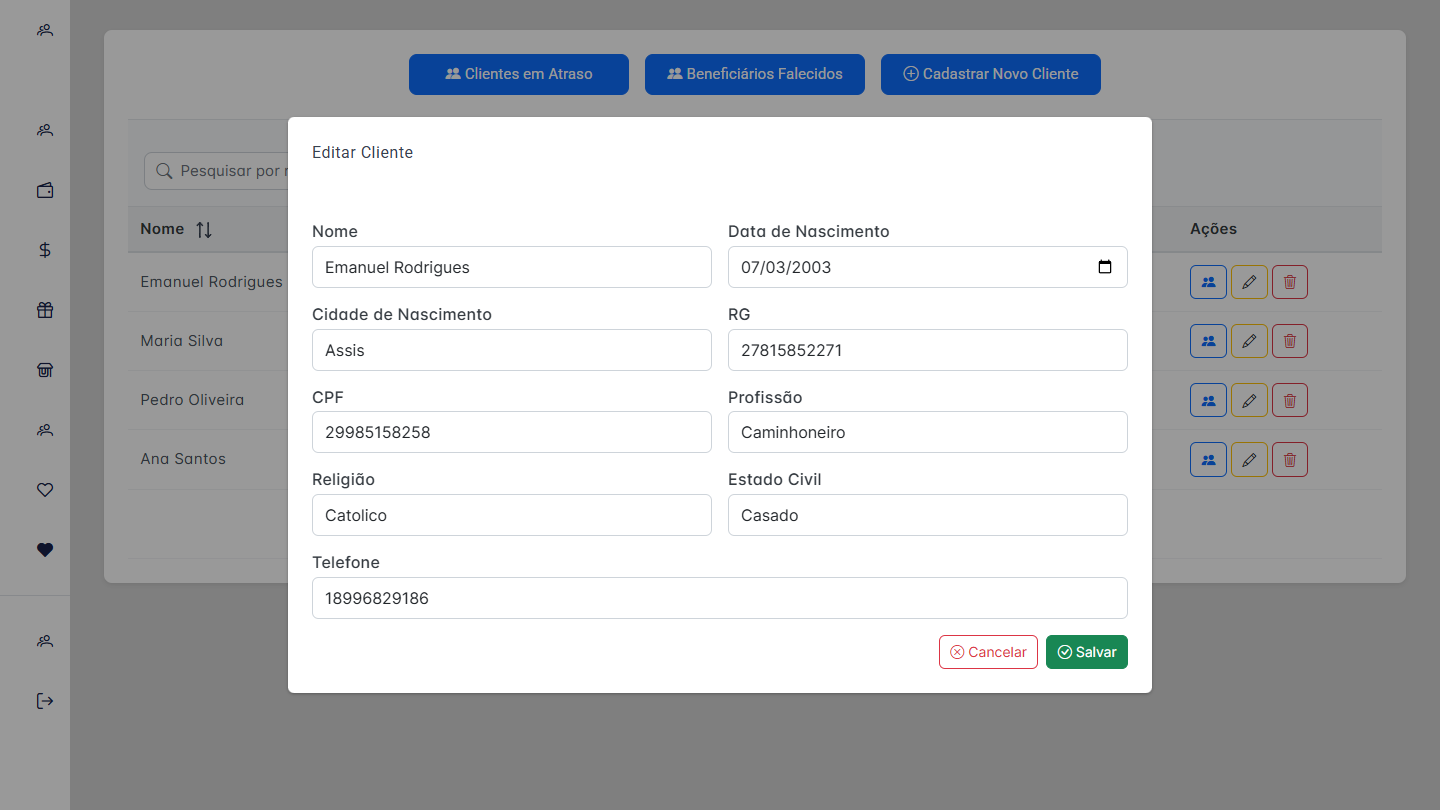 Clientes em Atraso
Beneficiários Falecidos
Cadastrar Novo Cliente
Pesquisar por
Nome
Ações
Emanuel Rodrigues
Maria Silva
Pedro Oliveira
Ana Santos
Editar Cliente
Nome
Data de Nascimento
Emanuel Rodrigues
07/03/2003
Cidade de Nascimento
RG
Assis
27815852271
CPF
Profissão
29985158258
Caminhoneiro
Religião
Estado Civil
Catolico
Casado
Telefone
18996829186
Cancelar
Salvar